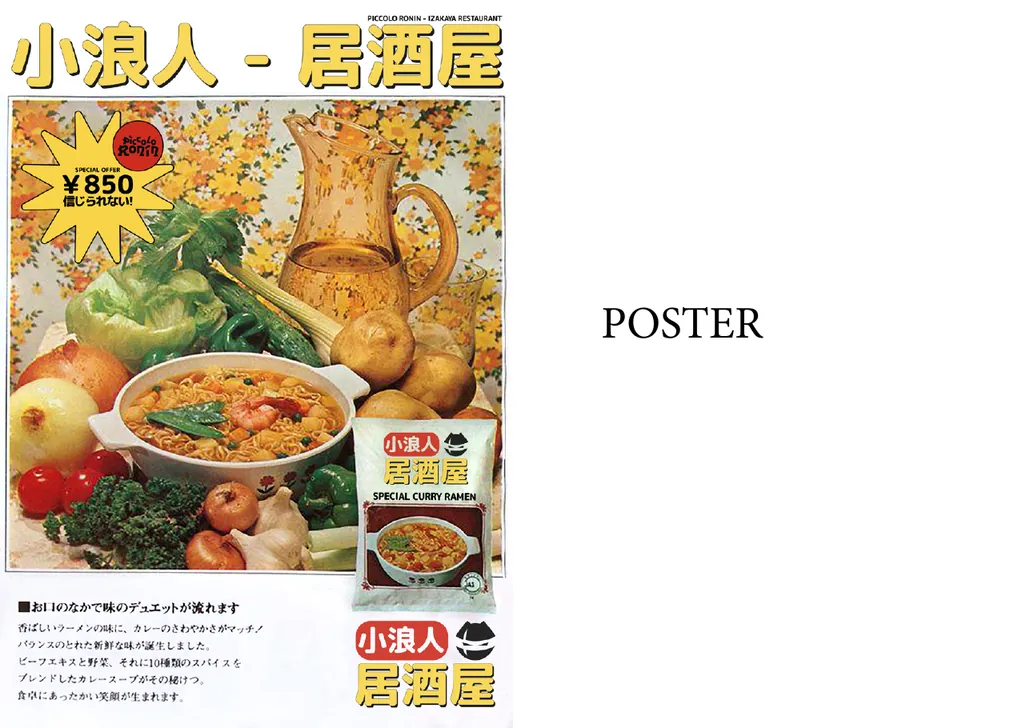 PICCOLO RONIN - IZAKAYA RESTAURANT
小浪人 - 居酒屋
PICCOLO
RONIN
SPECIAL OFFER
¥850
信じられない!
POSTER
小浪人
居酒屋
SPECIAL CURRY RAMEN
JAS
■お口のなかで味のデュエットが流れます
香ばしいラーメンの味に、カレーのさわやかさがマッチ!
バランスのとれた新鮮な味が誕生しました。
ビーフエキスと野菜、それに10種類のスパイスを
ブレンドしたカレースープがその秘けつ。
食卓にあったかい笑顔が生まれます。
小浪人
居酒屋